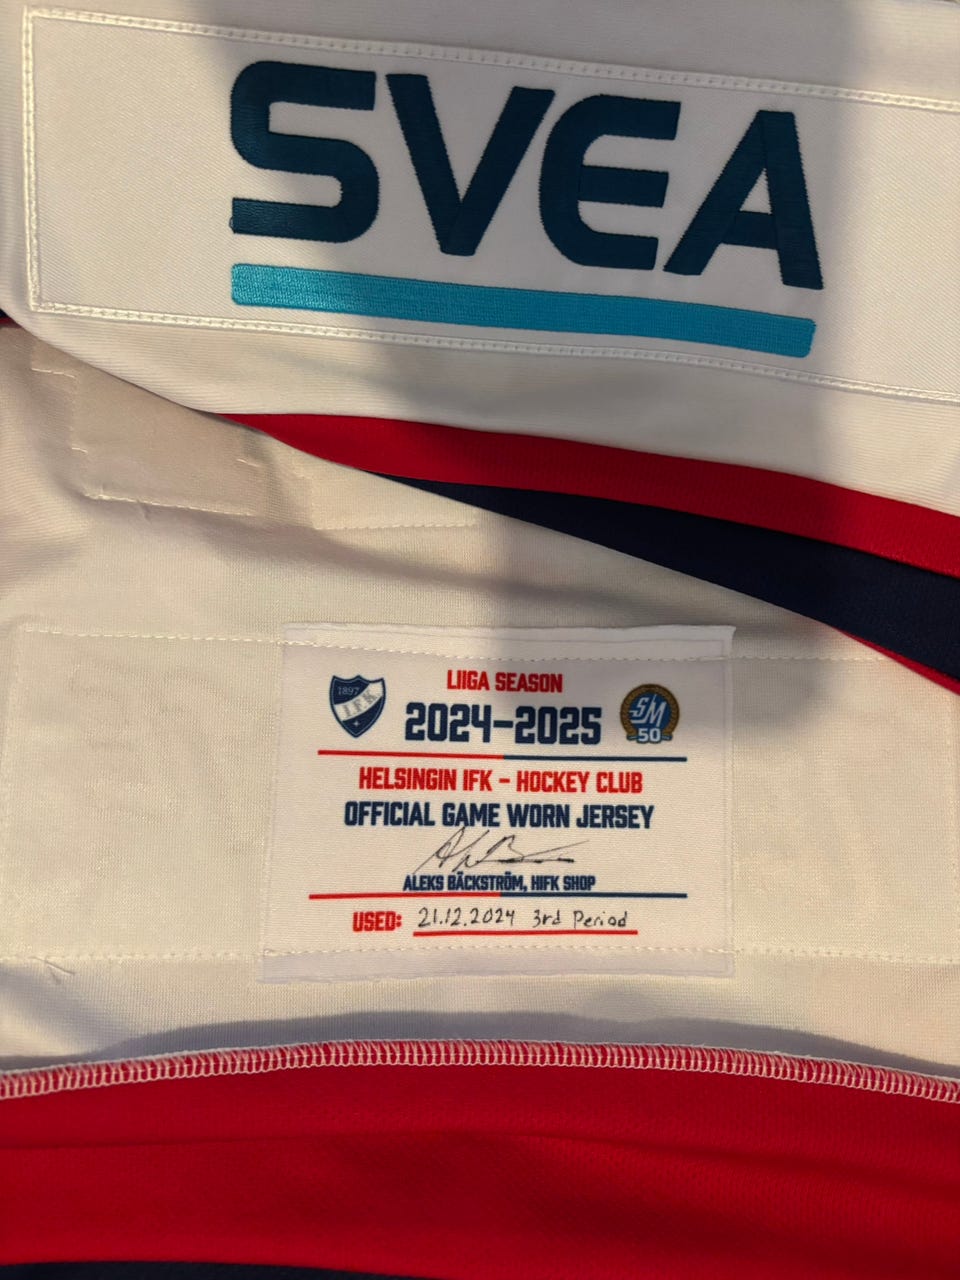 SVEA
LIIGA SEASON
1897
I.F.K
2024-2025
SM
50
HELSINGIN IFK - HOCKEY CLUB
OFFICIAL GAME WORN JERSEY
ALEKS BÄCKSTRÖM, HIFK SHOP
USED: 21.12.2024 3rd Period